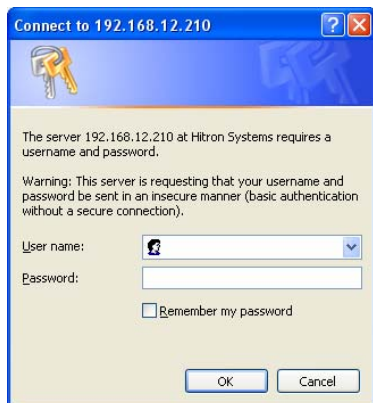 Connect to 192.168.12.210
The server 192.168.12.210 at Hitron Systems requires a
username and password.
Warning: This server is requesting that your username and
password be sent in an insecure manner (basic authentication
without a secure connection).
User name:
Password:
Remember my password
OK Cancel